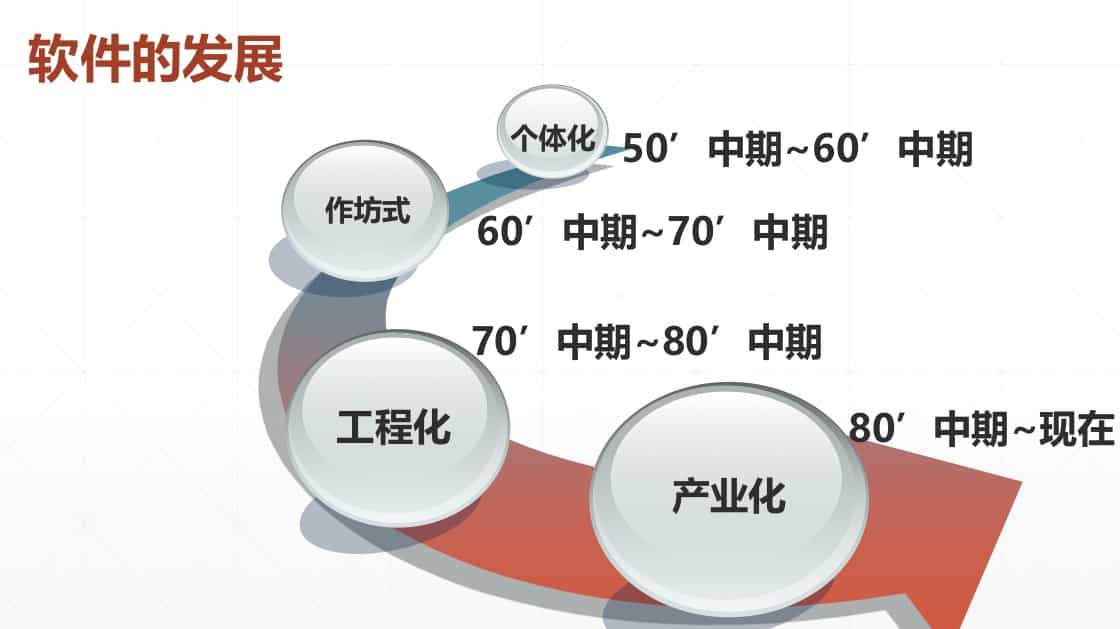 软件的发展
个体化
50′ 中期~60′ 中期
作坊式
60′ 中期~70′ 中期
工程化
70′ 中期~80′ 中期
产业化
80′ 中期~现在